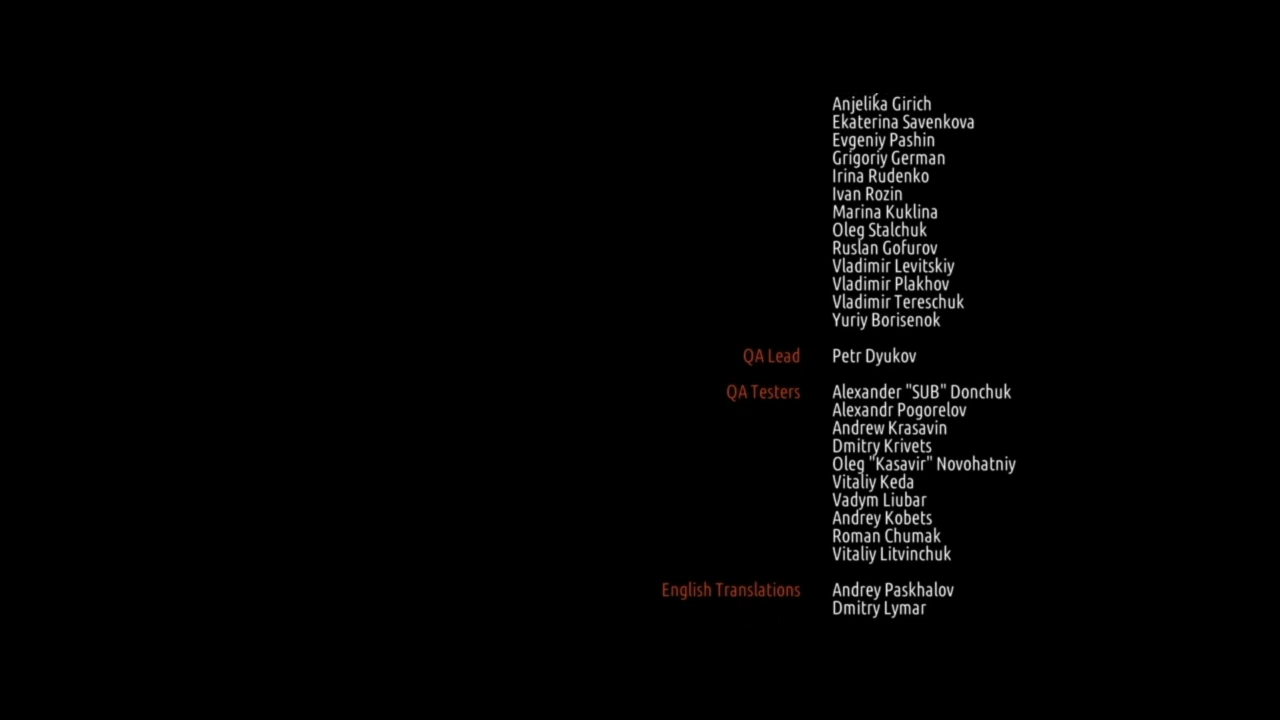 Anjelika Girich
Ekaterina Savenkova
Evgeniy Pashin
Grigoriy German
Irina Rudenko
Ivan Rozin
Marina Kuklina
Oleg Stalchuk
Ruslan Gofurov
Vladimir Levitskiy
Vladimir Plakhov
Vladimir Tereschuk
Yuriy Borisenok
QA Lead Petr Dyukov
QA Testers Alexander "SUB" Donchuk
Alexandr Pogorelov
Andrew Krasavin
Dmitry Krivets
Oleg "Kasavir" Novohatniy
Vitaliy Keda
Vadym Liubar
Andrey Kobets
Roman Chumak
Vitaliy Litvinchuk
English Translations Andrey Paskhalov
Dmitry Lymar